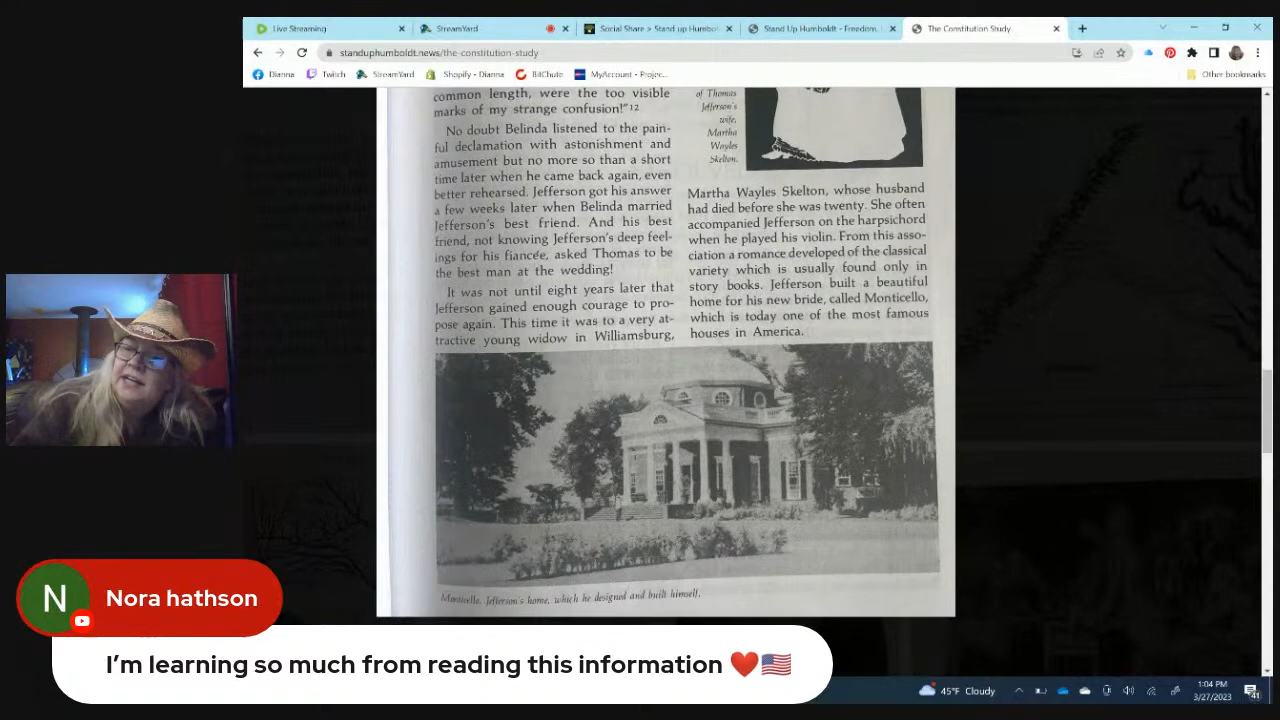 Live Streaming
StreamYard
Social Share > Stand up Humbo
Stand Up Humboldt - Freedom,
The Constitution Study
standuphumboldt.news/the-constitution-study
Dianna
Twitch
StreamYard
Shopify - Dianna
BitChute
MyAccount - Projec...
Other bookmarks
common length, were the too visible
marks of my strange confusion!"12
No doubt Belinda listened to the pain-
ful declamation with astonishment and
amusement but no more so than a short
time later when he came back again, even
better rehearsed. Jefferson got his answer
a few weeks later when Belinda married
Jefferson's best friend. And his best
friend, not knowing Jefferson's deep feel-
ings for his fiancée, asked Thomas to be
the best man at the wedding!
It was not until eight years later that
Jefferson gained enough courage to pro-
pose again. This time it was to a very at-
tractive young widow in Williamsburg,
of Thomas
Jefferson's
wife,
Martha
Wayles
Skelton.
Martha Wayles Skelton, whose husband
had died before she was twenty. She often
accompanied Jefferson on the harpsichord
when he played his violin. From this asso-
ciation a romance developed of the classical
variety which is usually found only in
story books. Jefferson built a beautiful
home for his new bride, called Monticello,
which is today one of the most famous
houses in America.
Monticello, Jefferson's home, which he designed and built himself.
N
Nora hathson
I'm learning so much from reading this information ❤️🇺🇸
45°F Cloudy
1:04 PM
3/27/2023
41